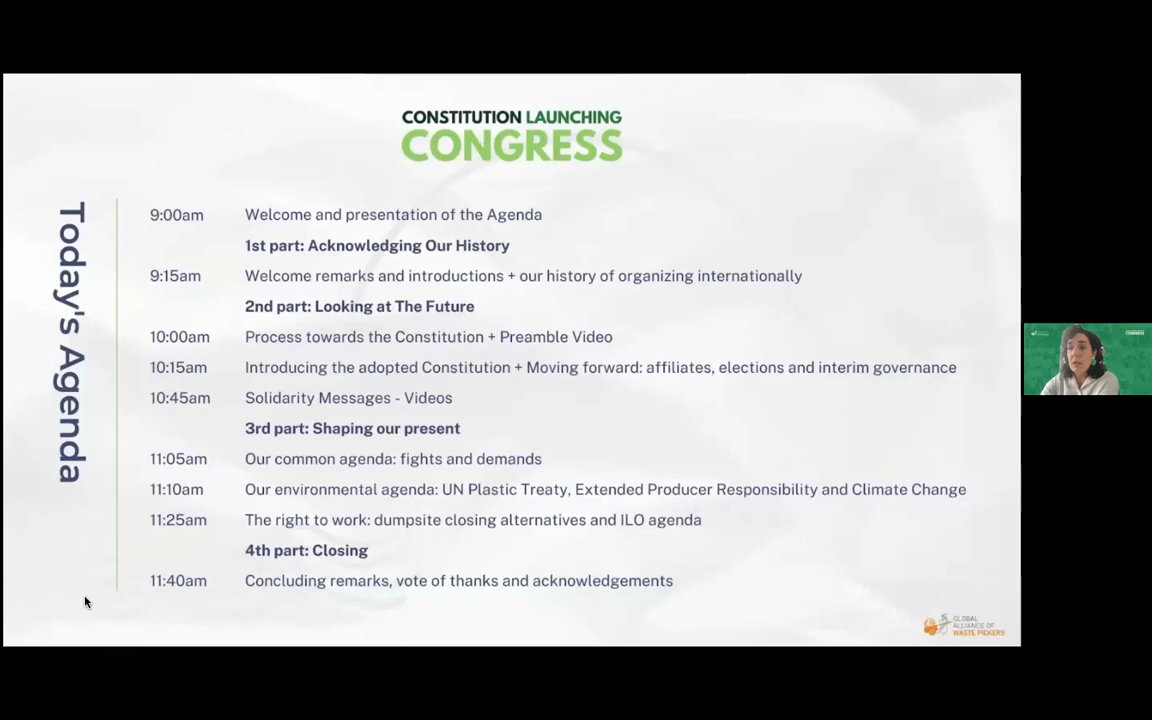 CONSTITUTION LAUNCHING
CONGRESS
Today's Agenda
9:00am Welcome and presentation of the Agenda
1st part: Acknowledging Our History
9:15am Welcome remarks and introductions + our history of organizing internationally
2nd part: Looking at The Future
10:00am Process towards the Constitution + Preamble Video
10:15am Introducing the adopted Constitution + Moving forward: affiliates, elections and interim governance
10:45am Solidarity Messages - Videos
3rd part: Shaping our present
11:05am Our common agenda: fights and demands
11:10am Our environmental agenda: UN Plastic Treaty, Extended Producer Responsibility and Climate Change
11:25am The right to work: dumpsite closing alternatives and ILO agenda
4th part: Closing
11:40am Concluding remarks, vote of thanks and acknowledgements
GLOBAL
ALLIANCE OF
WASTE PICKERS